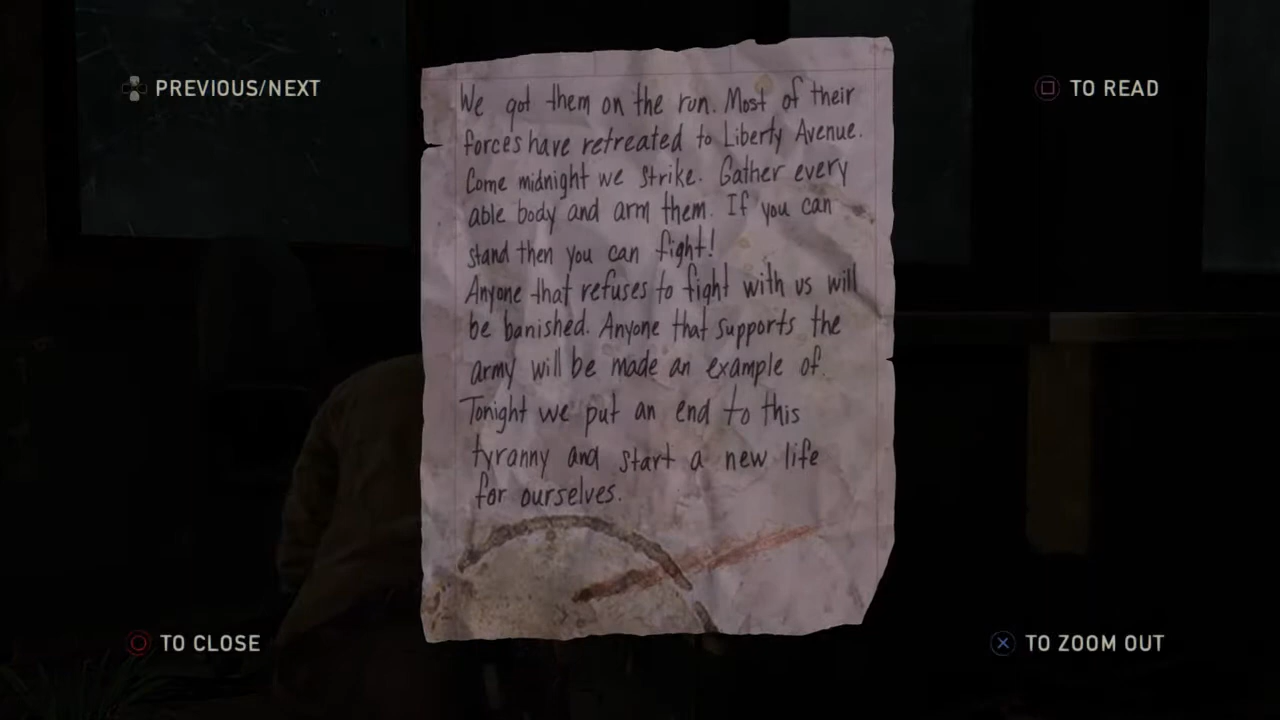 PREVIOUS/NEXT
TO READ
We got them on the run. Most of their
forces have retreated to Liberty Avenue.
Come midnight we strike. Gather every
able body and arm them. If you can
stand then you can fight!
Anyone that refuses to fight with us will
be banished. Anyone that supports the
army will be made an example of.
Tonight we put an end to this
tyranny and start a new life
for ourselves.
TO CLOSE
TO ZOOM OUT